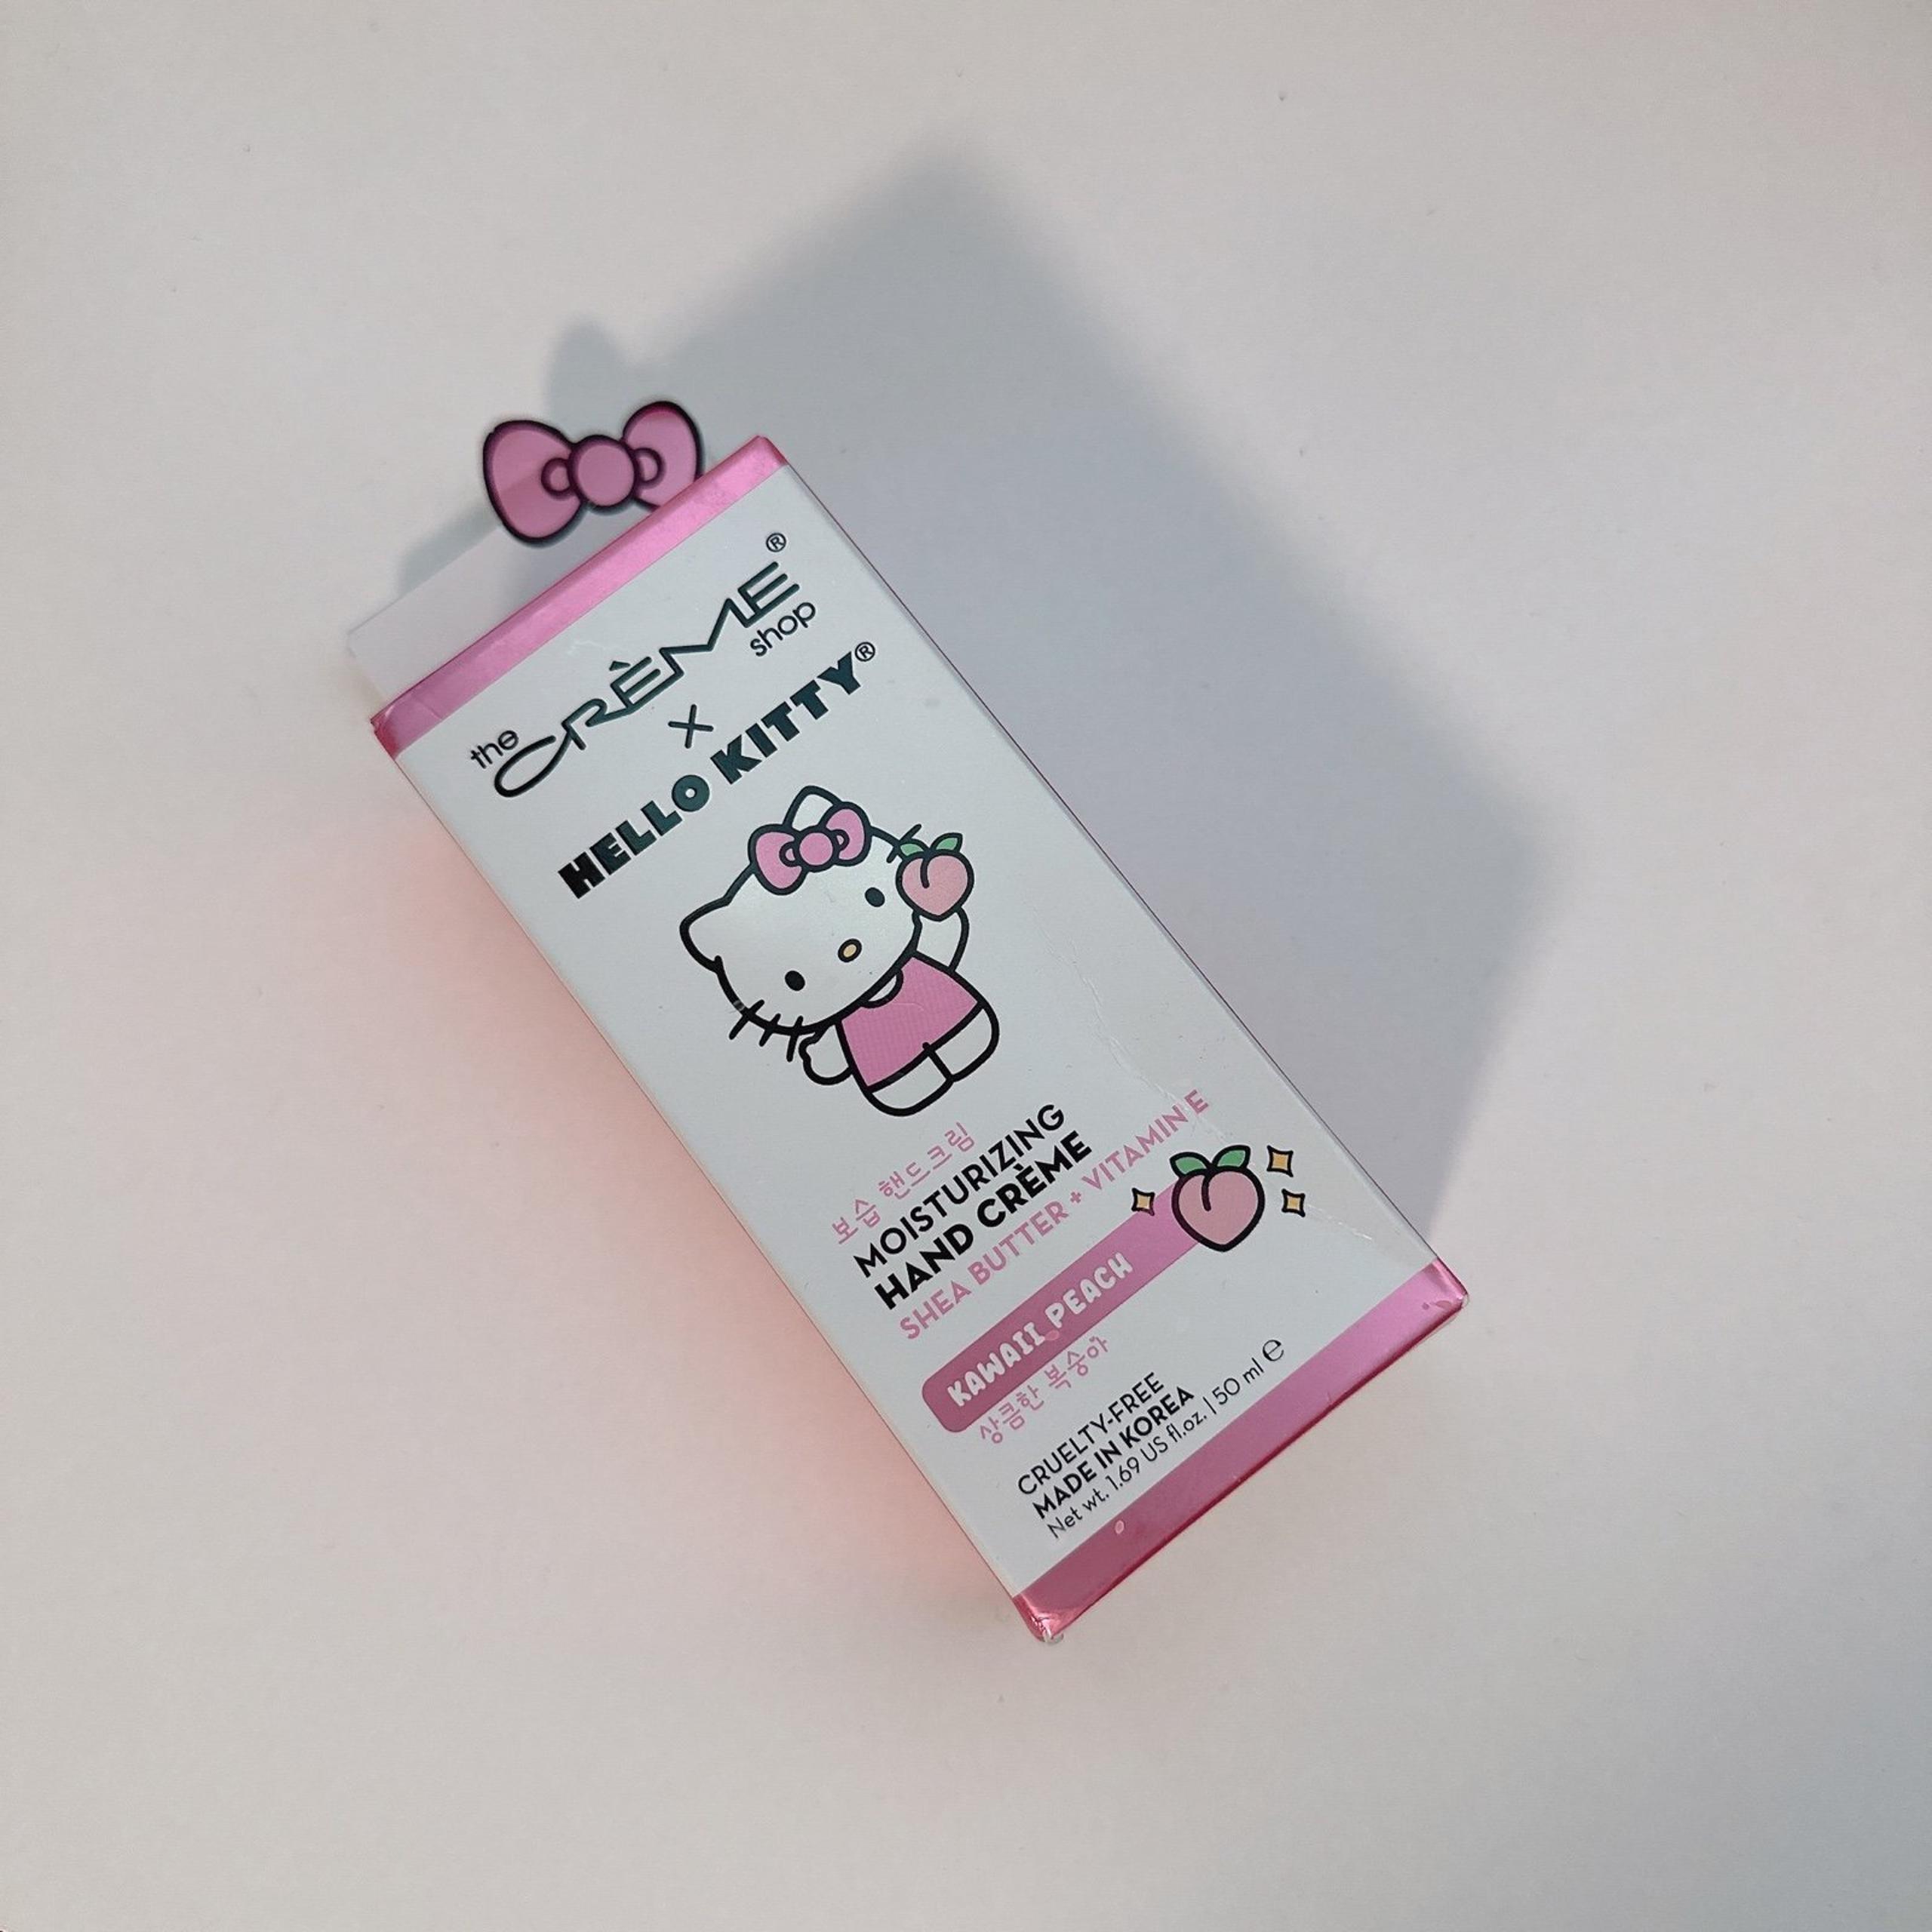 the CRÈME® shop
X
HELLO KITTY®
보습 핸드크림
MOISTURIZING
HAND CRÈME
SHEA BUTTER + VITAMIN E
KAWAII PEACH
상큼한 복숭아
CRUELTY-FREE
MADE IN KOREA
Net wt. 1.69 US fl.oz. | 50 ml ℮